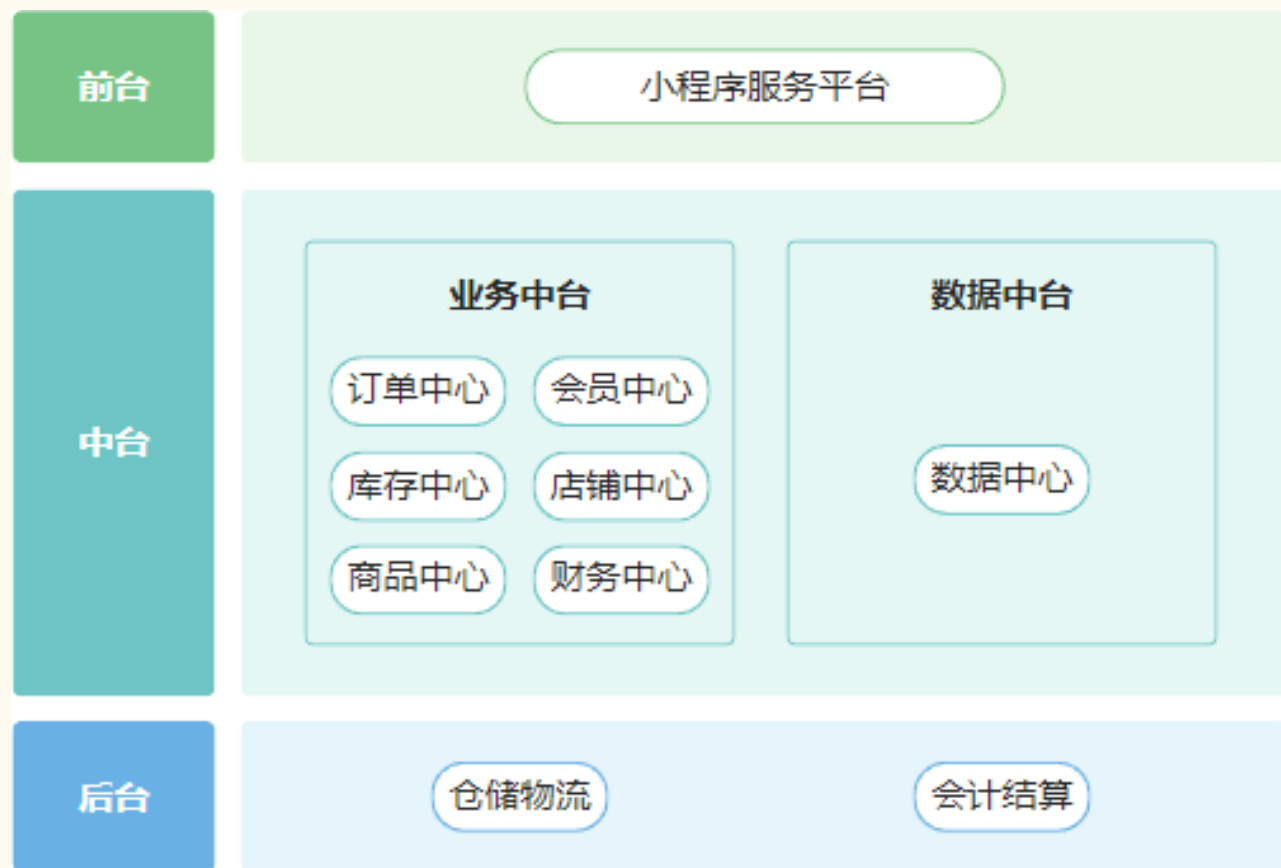 前台
小程序服务平台
中台
业务中台
数据中台
订单中心
会员中心
库存中心
店铺中心
数据中心
商品中心
财务中心
后台
仓储物流
会计结算